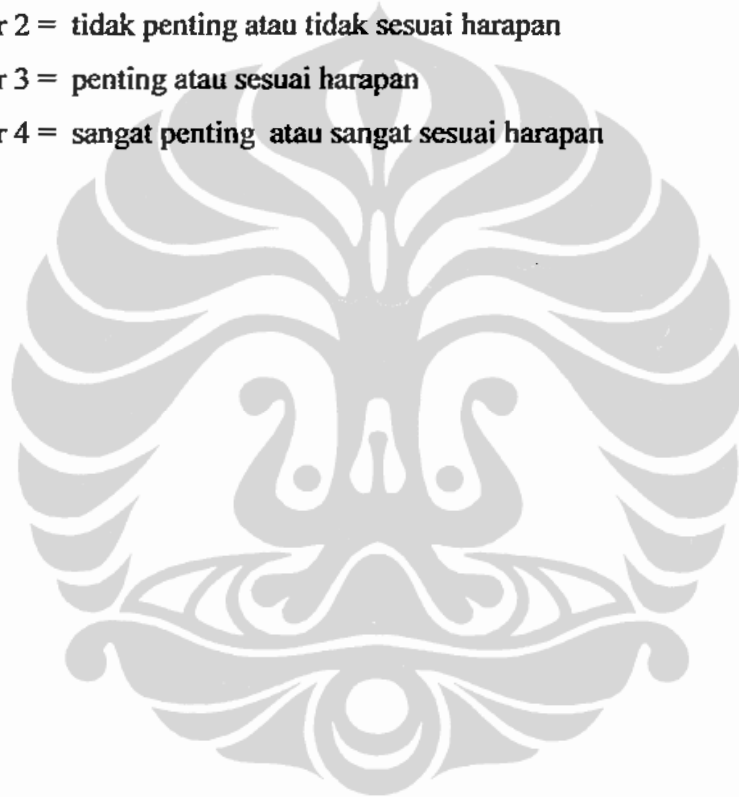 r 2 = tidak penting atau tidak sesuai harapan
r 3 = penting atau sesuai harapan
r 4 = sangat penting atau sangat sesuai harapan